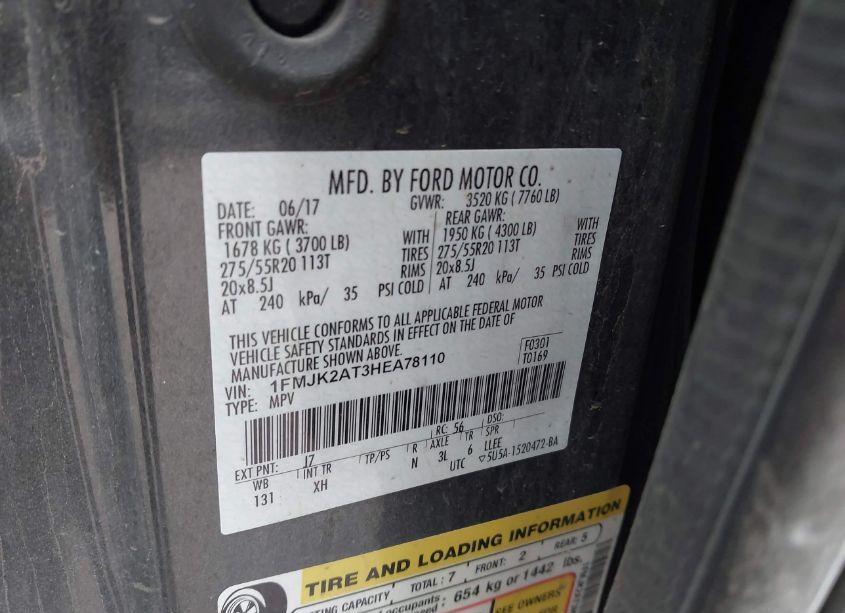 MFD. BY FORD MOTOR CO.
DATE: 06/17 GVWR: 3520 KG ( 7760 LB)
FRONT GAWR: REAR GAWR:
1678 KG ( 3700 LB) WITH 1950 KG ( 4300 LB) WITH
275/55R20 113T TIRES 275/55R20 113T TIRES
20x8.5J RIMS 20x8.5J RIMS
AT 240 kPa/ 35 PSI COLD AT 240 kPa/ 35 PSI COLD
THIS VEHICLE CONFORMS TO ALL APPLICABLE FEDERAL MOTOR
VEHICLE SAFETY STANDARDS IN EFFECT ON THE DATE OF
MANUFACTURE SHOWN ABOVE. F0301
VIN: 1FMJK2AT3HEA78110 T0169
TYPE: MPV
RC: 56 DSO:
EXT PNT: J7 R AXLE TR SPR
WB INT TR TP/PS N 3L 6 LLEE
131 XH UTC ▽5U5A-1520472-BA
TIRE AND LOADING INFORMATION
SEATING CAPACITY TOTAL: 7 FRONT: 2 REAR: 5
occupants 654 kg or 1442 lbs.
SEE OWNER'S